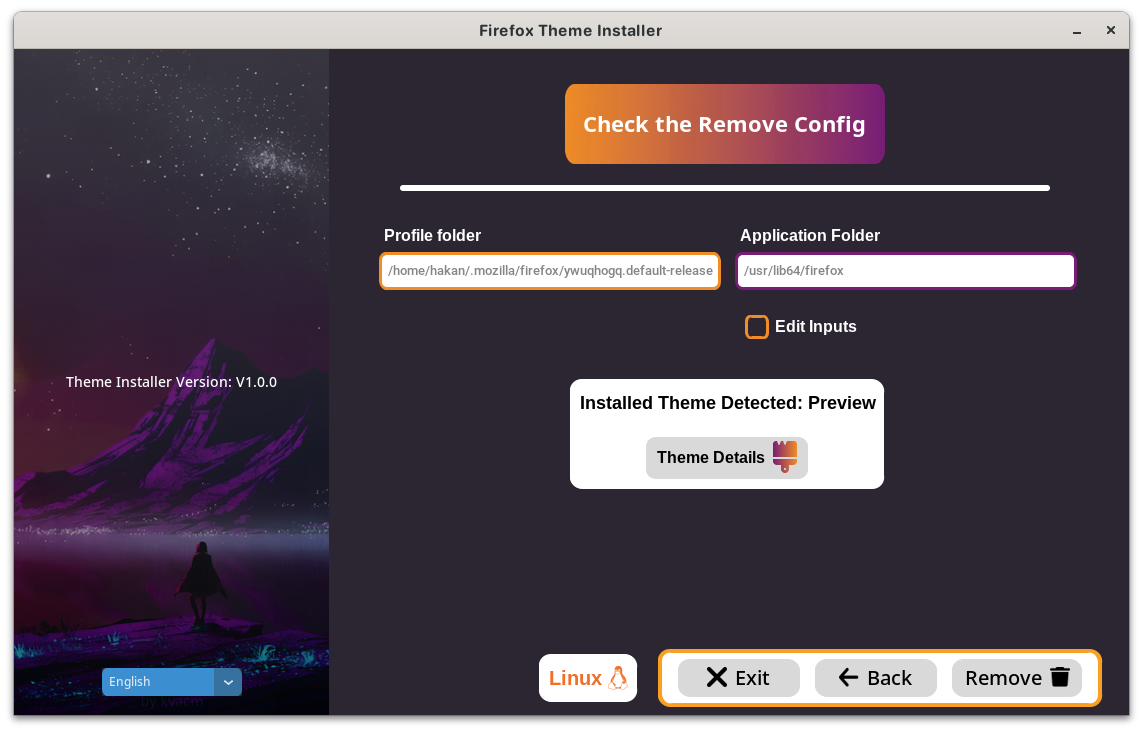 Firefox Theme Installer
Check the Remove Config
Profile folder
/home/hakan/.mozilla/firefox/ywuqhogq.default-release
Application Folder
/usr/lib64/firefox
Edit Inputs
Theme Installer Version: V1.0.0
Installed Theme Detected: Preview
Theme Details
English
Linux
Exit
Back
Remove